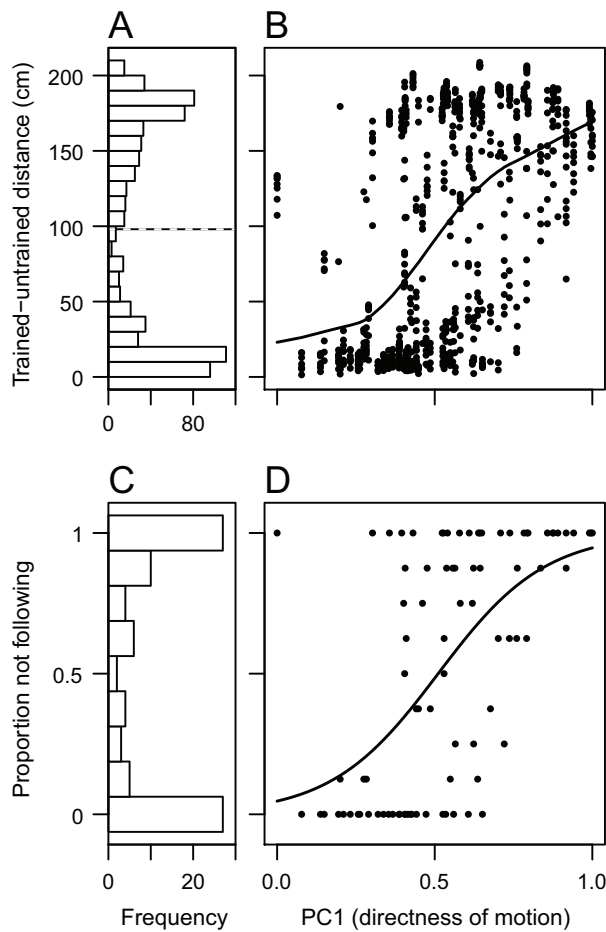 A
B
Trained−untrained distance (cm)
200
150
100
50
0
0
80
C
D
Proportion not following
1
0.5
0
0
20
0.0
0.5
1.0
Frequency
PC1 (directness of motion)